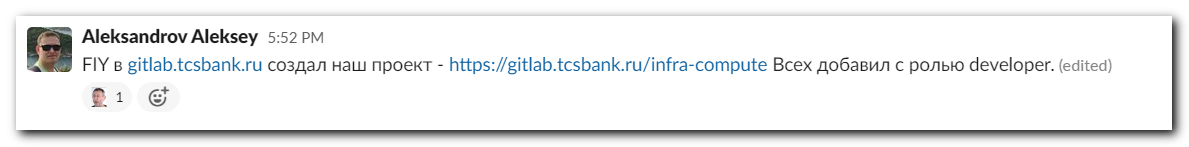 Aleksandrov Aleksey 5:52 PM
FIY в gitlab.tcsbank.ru создал наш проект - https://gitlab.tcsbank.ru/infra-compute Всех добавил с ролью developer. (edited)
1